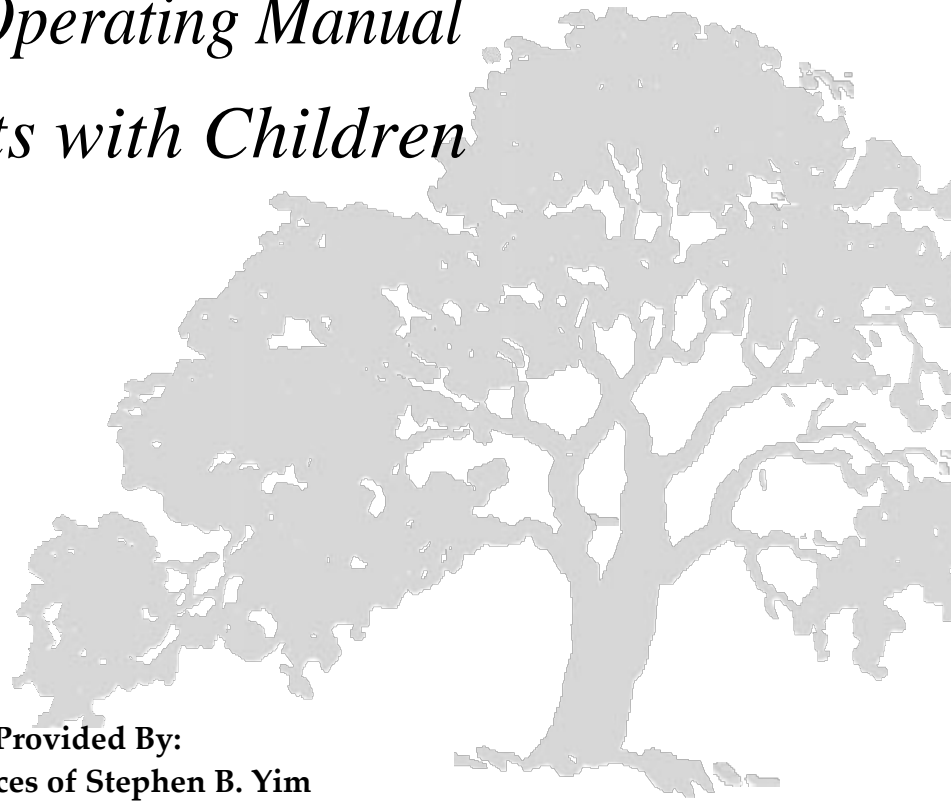 Operating Manual
ts with Children
Provided By:
ces of Stephen B. Yim